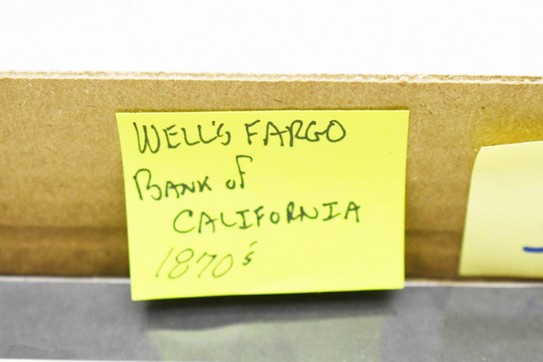 WELL'S FARGO
BANK of
CALIFORNIA
1870's